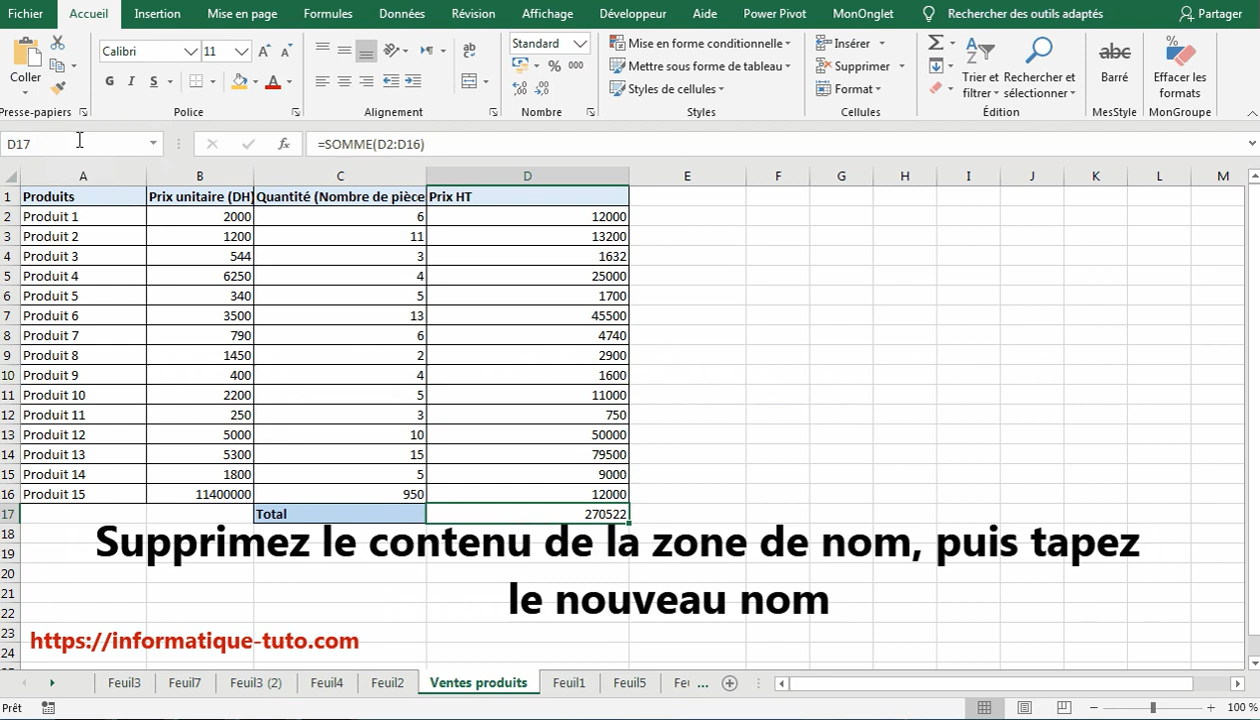 Fichier Accueil Insertion Mise en page Formules Données Révision Affichage Développeur Aide Power Pivot MonOnglet Rechercher des outils adaptés Partager
Coller
Calibri 11
G I S
ab
Standard
% 000
Mise en forme conditionnelle
Mettre sous forme de tableau
Styles de cellules
Insérer
Supprimer
Format
Trier et filtrer
Rechercher et sélectionner
abc
Barré
Effacer les formats
Presse-papiers Police Alignement Nombre Styles Cellules Édition MesStyle MonGroupe
D17 fx =SOMME(D2:D16)
A B C D E F G H I J K L M
1 Produits Prix unitaire (DH) Quantité (Nombre de pièce Prix HT
2 Produit 1 2000 6 12000
3 Produit 2 1200 11 13200
4 Produit 3 544 3 1632
5 Produit 4 6250 4 25000
6 Produit 5 340 5 1700
7 Produit 6 3500 13 45500
8 Produit 7 790 6 4740
9 Produit 8 1450 2 2900
10 Produit 9 400 4 1600
11 Produit 10 2200 5 11000
12 Produit 11 250 3 750
13 Produit 12 5000 10 50000
14 Produit 13 5300 15 79500
15 Produit 14 1800 5 9000
16 Produit 15 11400000 950 12000
17 Total 270522
18
Supprimez le contenu de la zone de nom, puis tapez
19
20
21
le nouveau nom
22
23
https://informatique-tuto.com
24
Feuil3 Feuil7 Feuil3 (2) Feuil4 Feuil2 Ventes produits Feuil1 Feuil5 Feu ...
Prêt 100 %